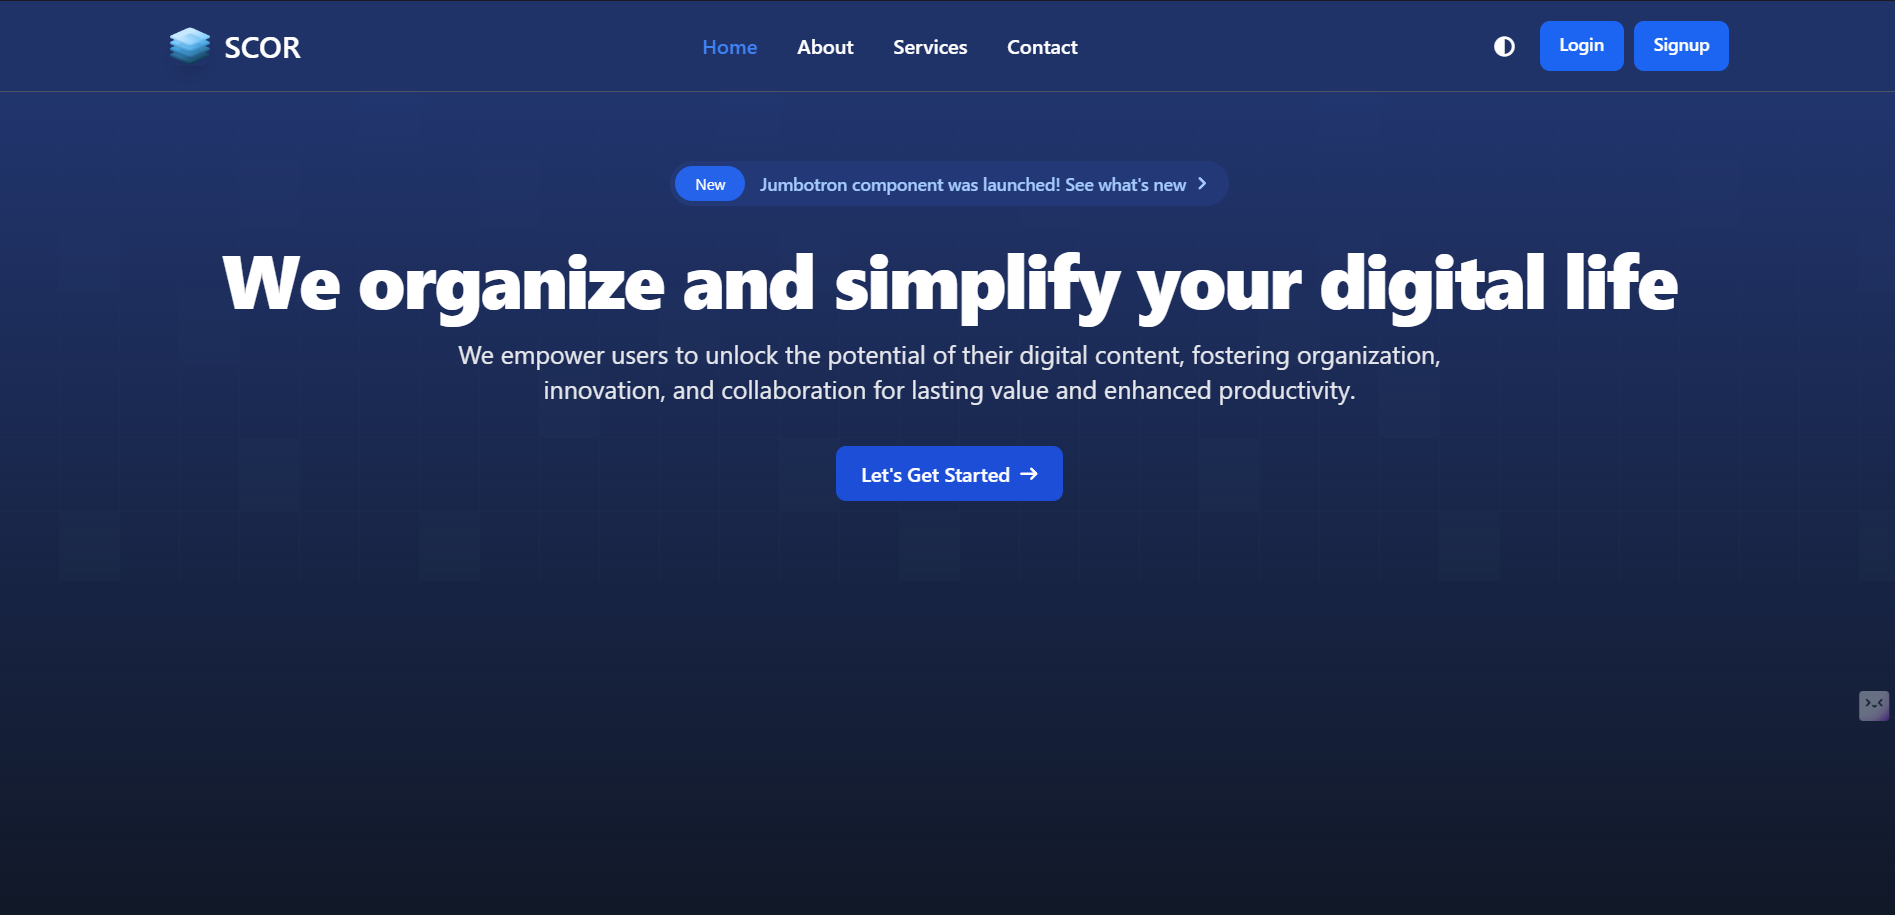 SCOR
Home About Services Contact
Login Signup
New Jumbotron component was launched! See what's new
We organize and simplify your digital life
We empower users to unlock the potential of their digital content, fostering organization,
innovation, and collaboration for lasting value and enhanced productivity.
Let's Get Started